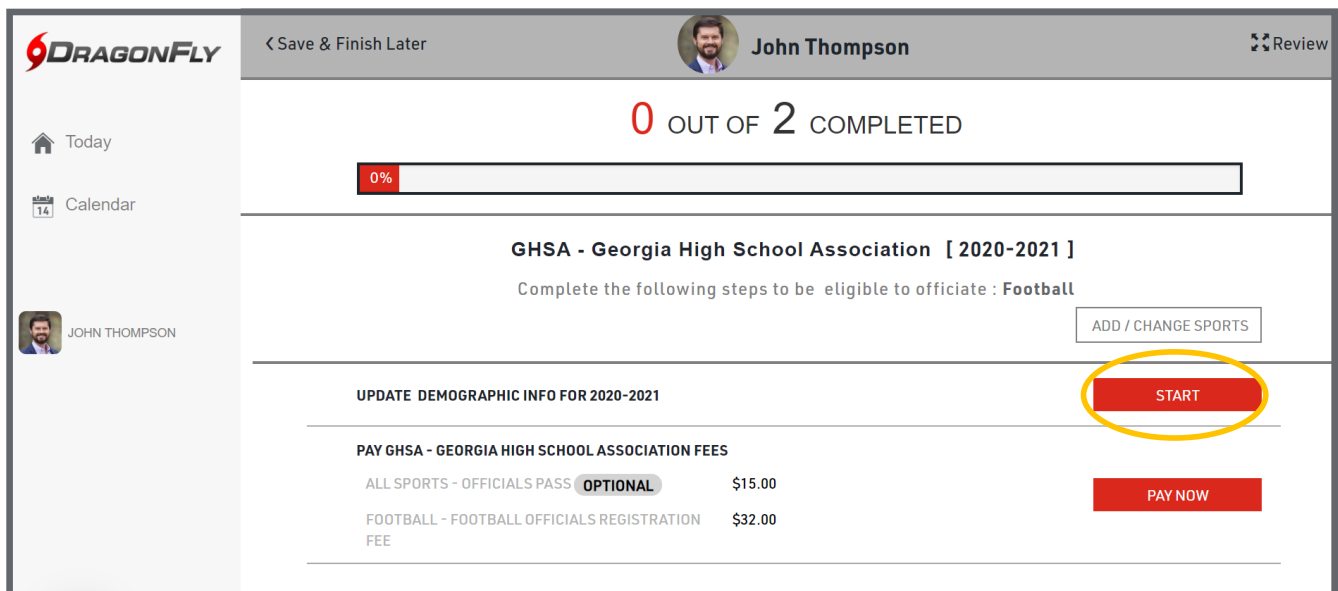 DRAGONFLY
Save & Finish Later
John Thompson
Review
Today
14 Calendar
JOHN THOMPSON
0 OUT OF 2 COMPLETED
0%
GHSA - Georgia High School Association [ 2020-2021 ]
Complete the following steps to be eligible to officiate : Football
ADD / CHANGE SPORTS
UPDATE DEMOGRAPHIC INFO FOR 2020-2021
START
PAY GHSA - GEORGIA HIGH SCHOOL ASSOCIATION FEES
ALL SPORTS - OFFICIALS PASS OPTIONAL $15.00
PAY NOW
FOOTBALL - FOOTBALL OFFICIALS REGISTRATION $32.00
FEE